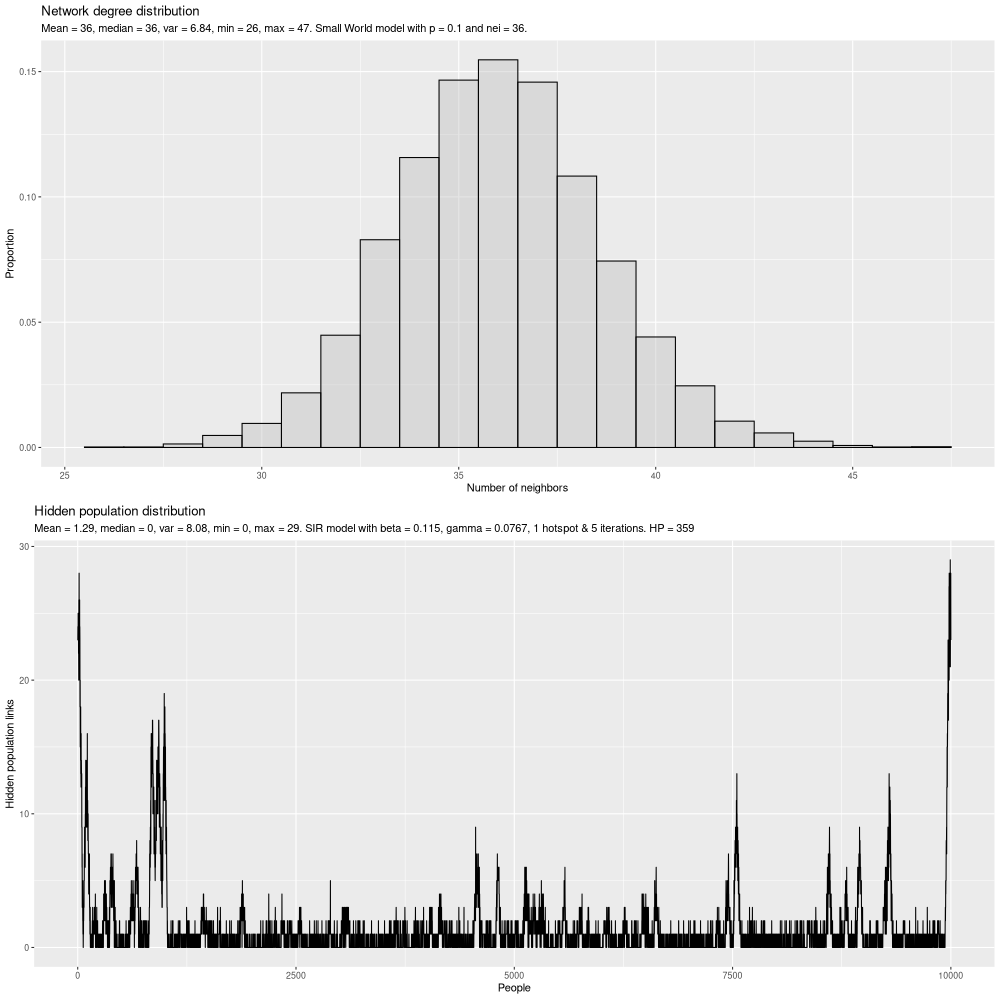 Network degree distribution
Mean = 36, median = 36, var = 6.84, min = 26, max = 47. Small World model with p = 0.1 and nei = 36.
0.15
0.10
0.05
0.00
Proportion
25 30 35 40 45
Number of neighbors
Hidden population distribution
Mean = 1.29, median = 0, var = 8.08, min = 0, max = 29. SIR model with beta = 0.115, gamma = 0.0767, 1 hotspot & 5 iterations. HP = 359
30
20
10
0
Hidden population links
0 2500 5000 7500 10000
People